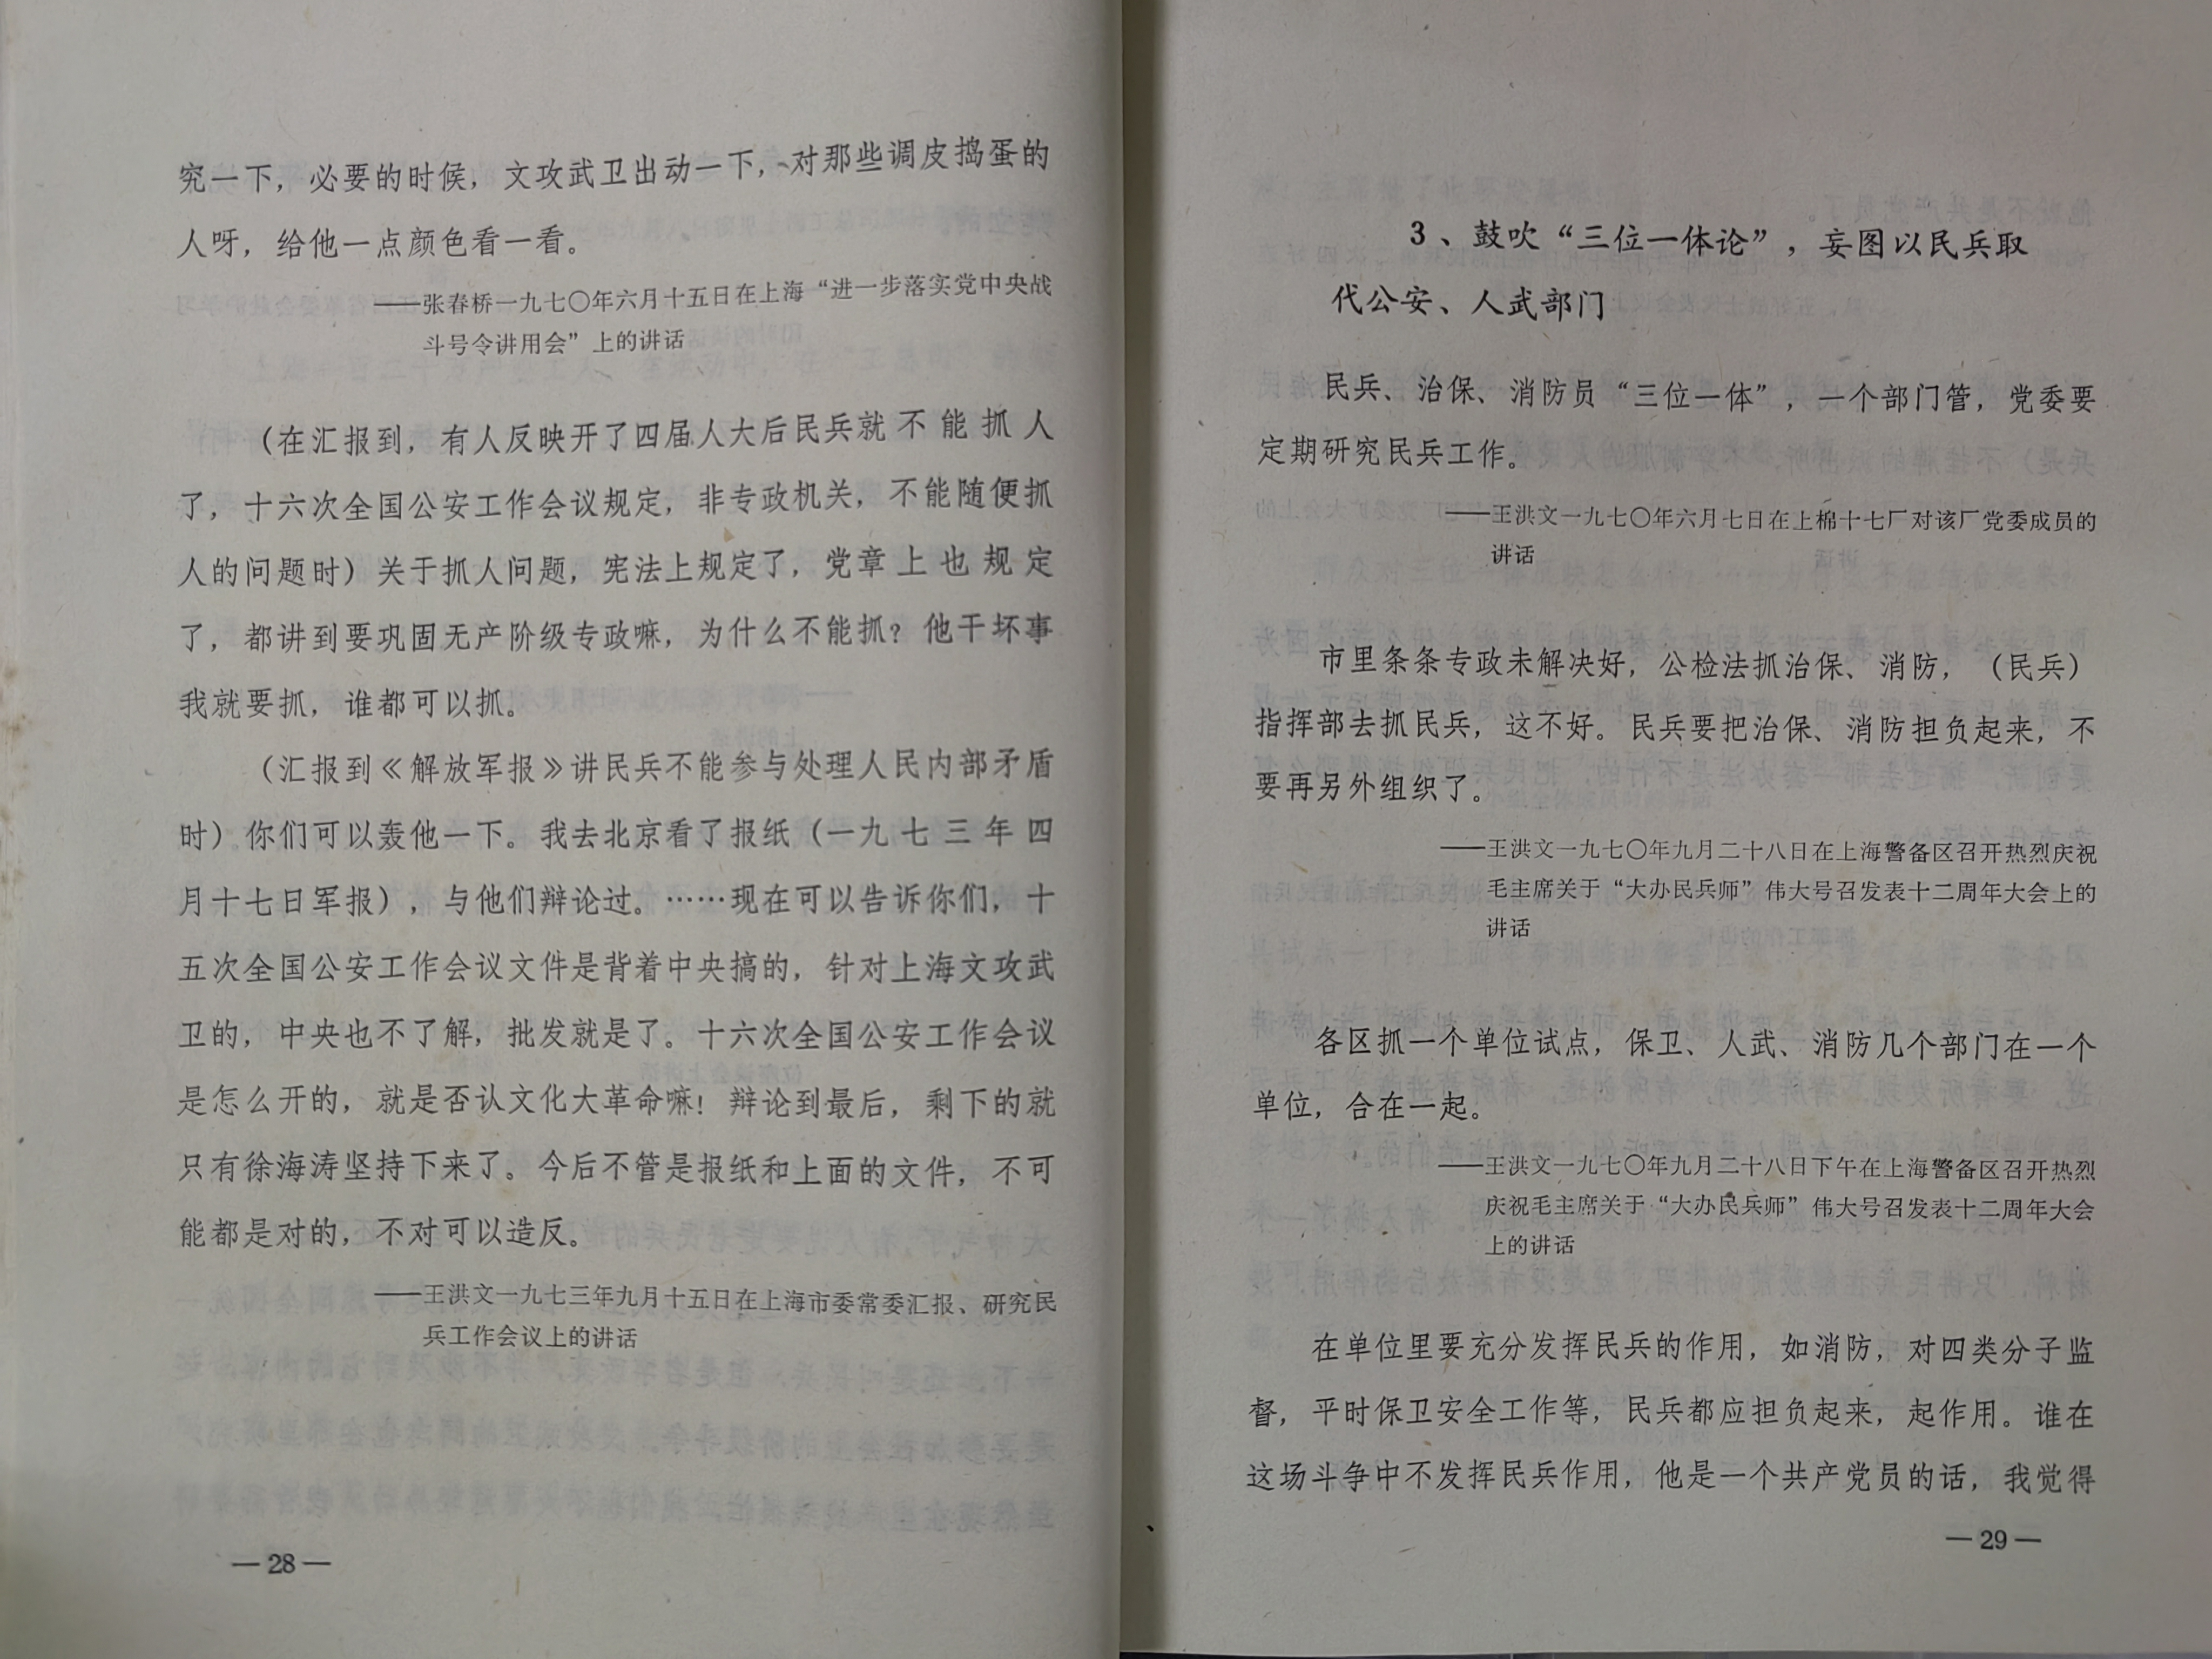 究一下，必要的时候，文攻武卫出动一下，对那些调皮捣蛋的
人呀，给他一点颜色看一看。
——张春桥一九七〇年六月十五日在上海“进一步落实党中央战
斗号令讲用会”上的讲话
（在汇报到，有人反映开了四届人大后民兵就不能抓人
了，十六次全国公安工作会议规定，非专政机关，不能随便抓
人的问题时）关于抓人问题，宪法上规定了，党章上也规定
了，都讲到要巩固无产阶级专政嘛，为什么不能抓？他干坏事
我就要抓，谁都可以抓。
（汇报到《解放军报》讲民兵不能参与处理人民内部矛盾
时）你们可以轰他一下。我去北京看了报纸（一九七三年四
月十七日军报），与他们辩论过。……现在可以告诉你们，十
五次全国公安工作会议文件是背着中央搞的，针对上海文攻武
卫的，中央也不了解，批发就是了。十六次全国公安工作会议
是怎么开的，就是否认文化大革命嘛！辩论到最后，剩下的就
只有徐海涛坚持下来了。今后不管是报纸和上面的文件，不可
能都是对的，不对可以造反。
——王洪文一九七三年九月十五日在上海市委常委汇报、研究民
兵工作会议上的讲话
—28—
3、鼓吹“三位一体论”，妄图以民兵取
代公安、人武部门
民兵、治保、消防员“三位一体”，一个部门管，党委要
定期研究民兵工作。
——王洪文一九七〇年六月七日在上棉十七厂对该厂党委成员的
讲话
市里条条专政未解决好，公检法抓治保、消防，（民兵）
指挥部去抓民兵，这不好。民兵要把治保、消防担负起来，不
要再另外组织了。
——王洪文一九七〇年九月二十八日在上海警备区召开热烈庆祝
毛主席关于“大办民兵师”伟大号召发表十二周年大会上的
讲话
各区抓一个单位试点，保卫、人武、消防几个部门在一个
单位，合在一起。
——王洪文一九七〇年九月二十八日下午在上海警备区召开热烈
庆祝毛主席关于“大办民兵师”伟大号召发表十二周年大会
上的讲话
在单位里要充分发挥民兵的作用，如消防，对四类分子监
督，平时保卫安全工作等，民兵都应担负起来，起作用。谁在
这场斗争中不发挥民兵作用，他是一个共产党员的话，我觉得
—29—